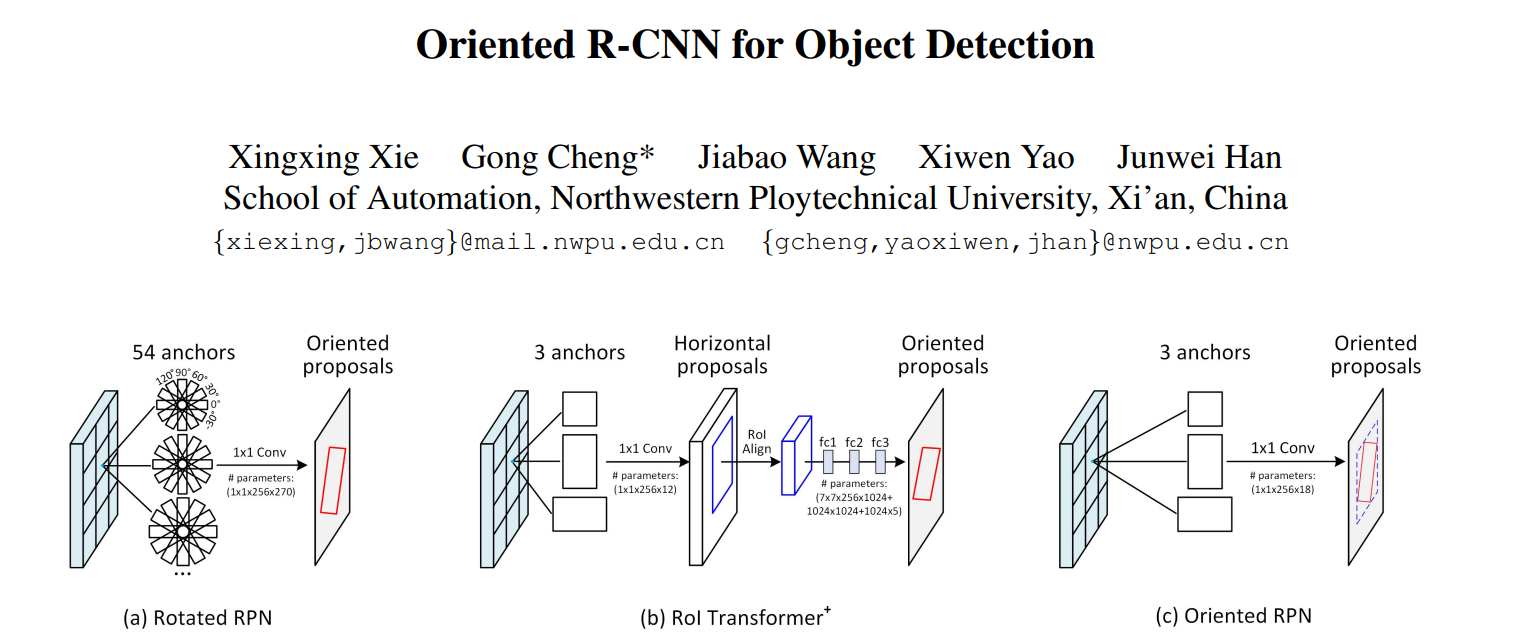 Oriented R-CNN for Object Detection
Xingxing Xie Gong Cheng* Jiabao Wang Xiwen Yao Junwei Han
School of Automation, Northwestern Ploytechnical University, Xi'an, China
{xiexing,jbwang}@mail.nwpu.edu.cn {gcheng,yaoxiwen,jhan}@nwpu.edu.cn
54 anchors
120° 90° 60° 30° 0° -30°
1x1 Conv
# parameters:
(1x1x256x270)
...
Oriented
proposals
(a) Rotated RPN
3 anchors
1x1 Conv
# parameters:
(1x1x256x12)
Horizontal
proposals
RoI
Align
fc1 fc2 fc3
# parameters:
(7x7x256x1024+
1024x1024+1024x5)
Oriented
proposals
(b) RoI Transformer+
3 anchors
1x1 Conv
# parameters:
(1x1x256x18)
Oriented
proposals
(c) Oriented RPN